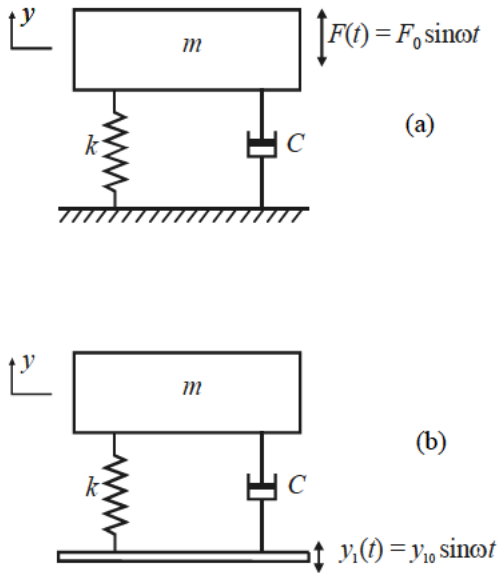 y
m
F(t) = F₀ sinωt
(a)
k
C
y
m
(b)
k
C
y₁(t) = y₁₀ sinωt